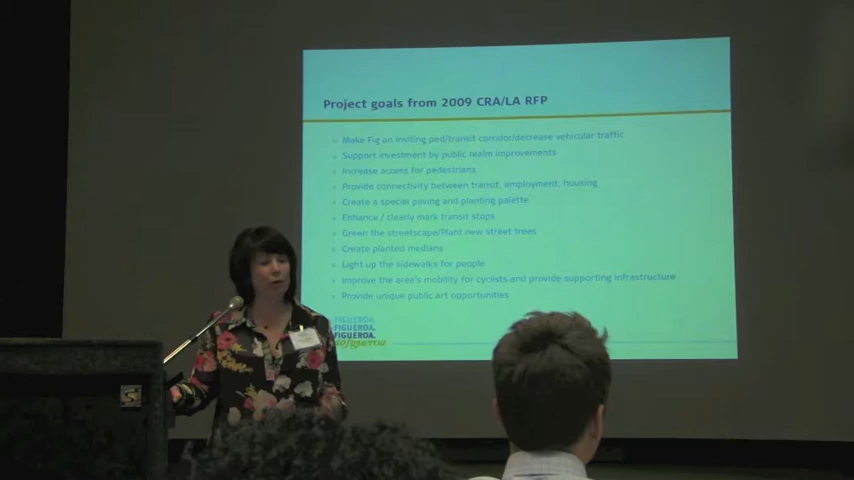 Project goals from 2009 CRA/LA RFP
Make Fig an inviting ped/transit corridor/decrease vehicular traffic
Support investment by public realm improvements
Increase access for pedestrians
Provide connectivity between transit, employment, housing
Create a special paving and planting palette
Enhance / clearly mark transit stops
Green the streetscape/Plant new street trees
Create planted medians
Light up the sidewalks for people
Improve the area's mobility for cyclists and provide supporting infrastructure
Provide unique public art opportunities
FIGUEROA.
FIGUEROA.
FIGUEROA.
figueroa